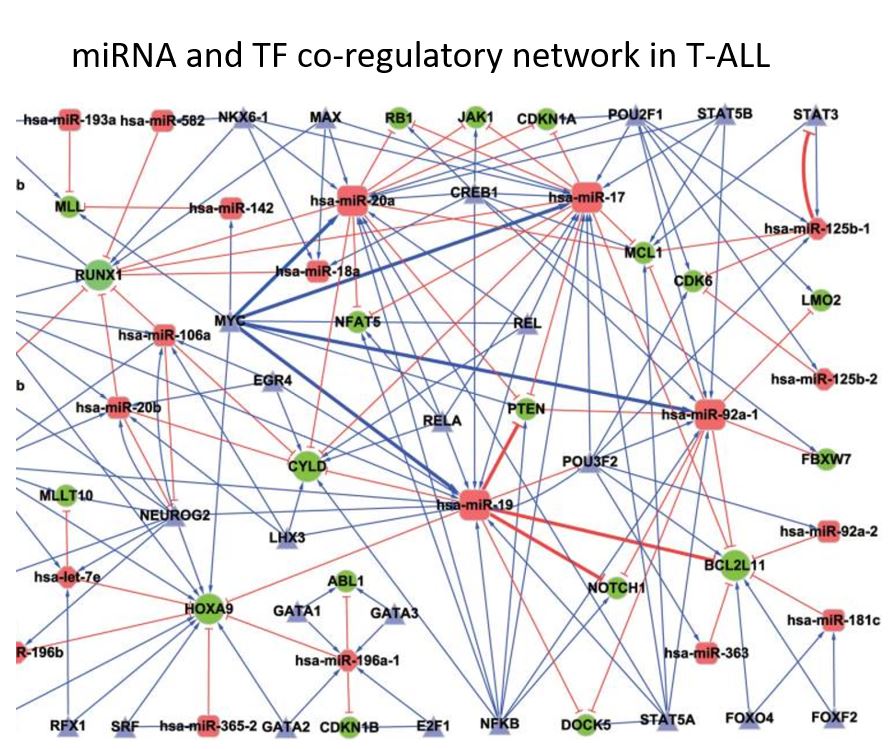 miRNA and TF co-regulatory network in T-ALL
hsa-miR-193a hsa-miR-582 NKX6-1 MAX RB1 JAK1 CDKN1A POU2F1 STAT5B STAT3
b
MLL hsa-miR-142 hsa-miR-20a CREB1 hsa-miR-17
hsa-miR-125b-1
MCL1
RUNX1 hsa-miR-18a CDK6
LMO2
MYC NFAT5 REL
hsa-miR-106a
b EGR4 hsa-miR-125b-2
hsa-miR-20b RELA PTEN hsa-miR-92a-1
CYLD POU3F2 FBXW7
MLLT10
NEUROG2 hsa-miR-19
LHX3 hsa-miR-92a-2
hsa-let-7e ABL1 NOTCH1 BCL2L11
HOXA9 GATA1 GATA3
hsa-miR-181c
R-196b hsa-miR-196a-1 hsa-miR-363
RFX1 SRF hsa-miR-365-2 GATA2 CDKN1B E2F1 NFKB DOCK5 STAT5A FOXO4 FOXF2